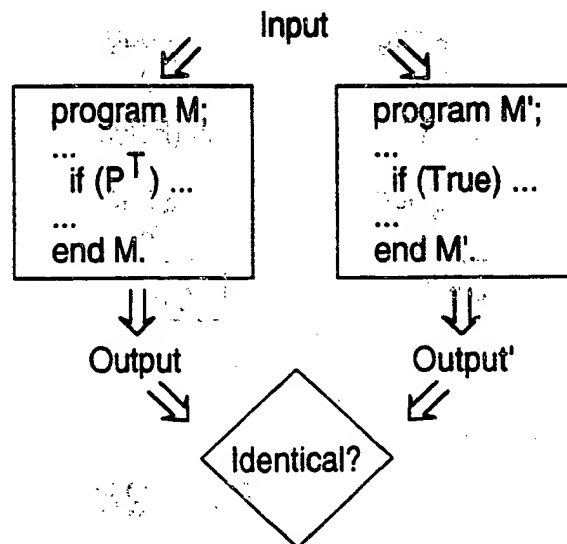 Input
program M;
...
if (P^T) ...
...
end M.
program M';
...
if (True) ...
...
end M'.
Output
Output'
Identical?